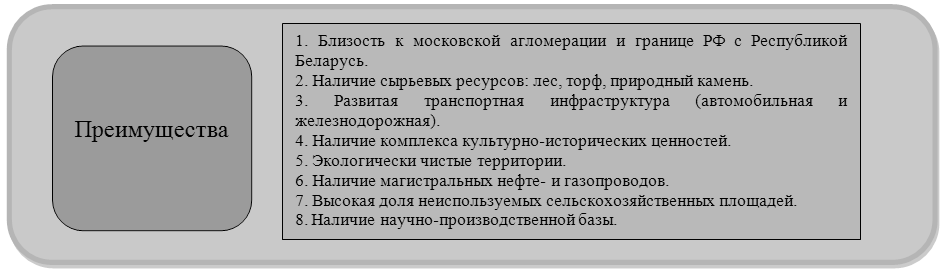 Преимущества
1. Близость к московской агломерации и границе РФ с Республикой
Беларусь.
2. Наличие сырьевых ресурсов: лес, торф, природный камень.
3. Развитая транспортная инфраструктура (автомобильная и
железнодорожная).
4. Наличие комплекса культурно-исторических ценностей.
5. Экологически чистые территории.
6. Наличие магистральных нефте- и газопроводов.
7. Высокая доля неиспользуемых сельскохозяйственных площадей.
8. Наличие научно-производственной базы.